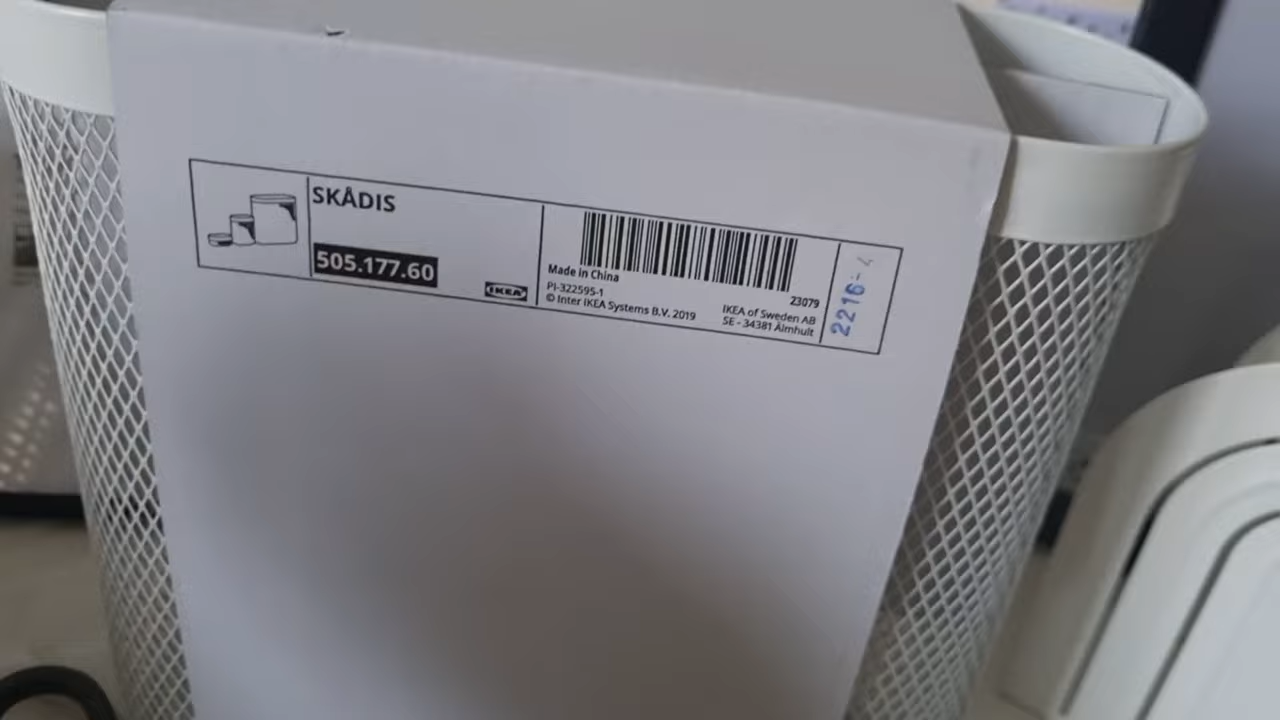 SKÅDIS
505.177.60
IKEA
Made in China
PI-322595-1
© Inter IKEA Systems B.V. 2019
23079
IKEA of Sweden AB
SE - 34381 Älmhult
2216-4